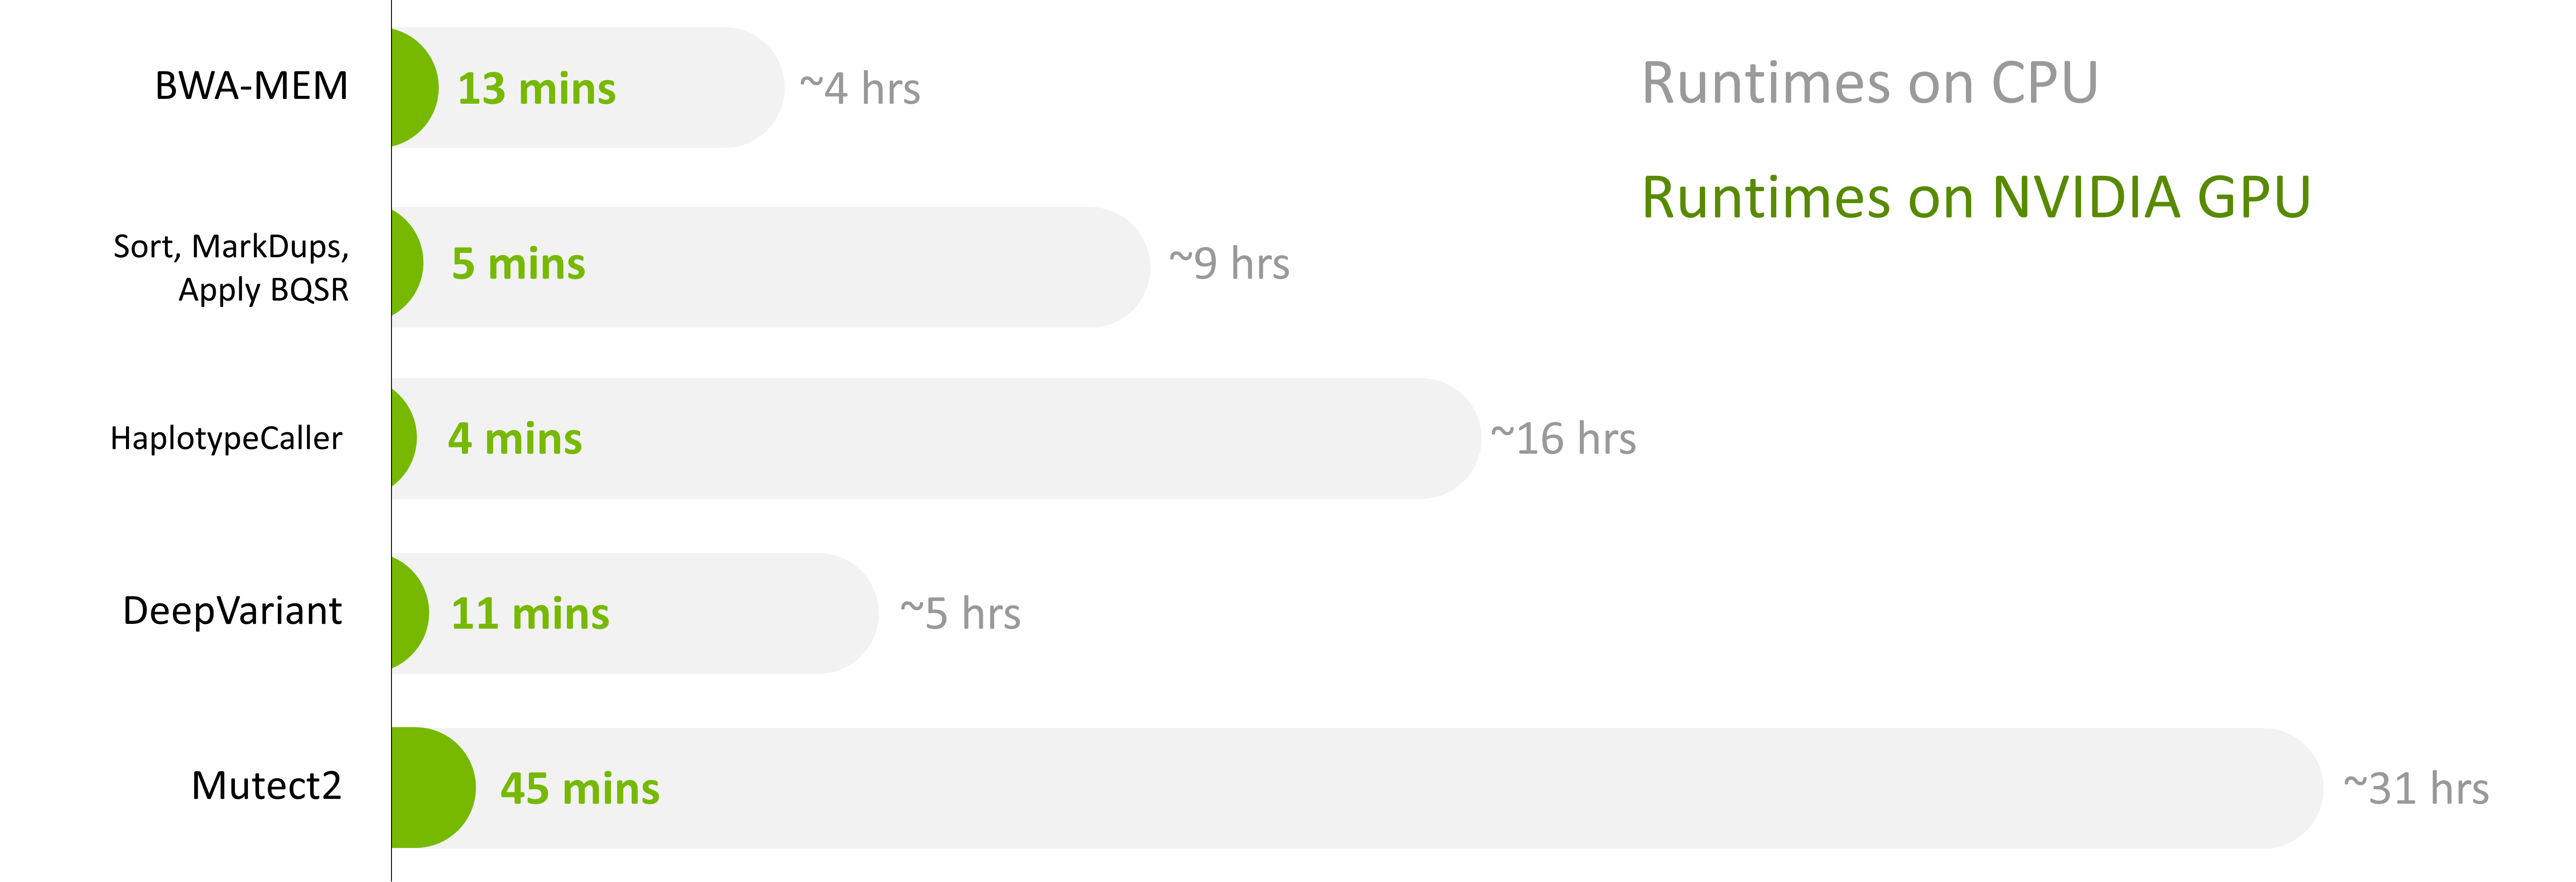 BWA-MEM
13 mins
~4 hrs
Runtimes on CPU
Runtimes on NVIDIA GPU
Sort, MarkDups,
Apply BQSR
5 mins
~9 hrs
HaplotypeCaller
4 mins
~16 hrs
DeepVariant
11 mins
~5 hrs
Mutect2
45 mins
~31 hrs